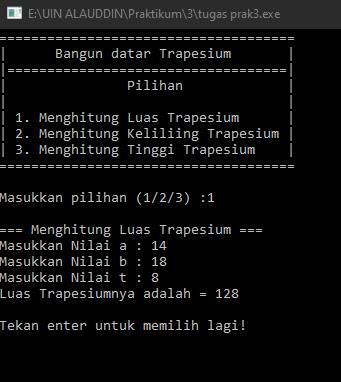 E:\UIN ALAUDDIN\Praktikum\3\tugas prak3.exe
====================================
|      Bangun datar Trapesium       |
|===================================|
|               Pilihan             |
|                                   |
| 1. Menghitung Luas Trapesium      |
| 2. Menghitung Keliliing Trapesium |
| 3. Menghitung Tinggi Trapesium    |
====================================
Masukkan pilihan (1/2/3) :1
=== Menghitung Luas Trapesium ===
Masukkan Nilai a : 14
Masukkan Nilai b : 18
Masukkan Nilai t : 8
Luas Trapesiumnya adalah = 128
Tekan enter untuk memilih lagi!